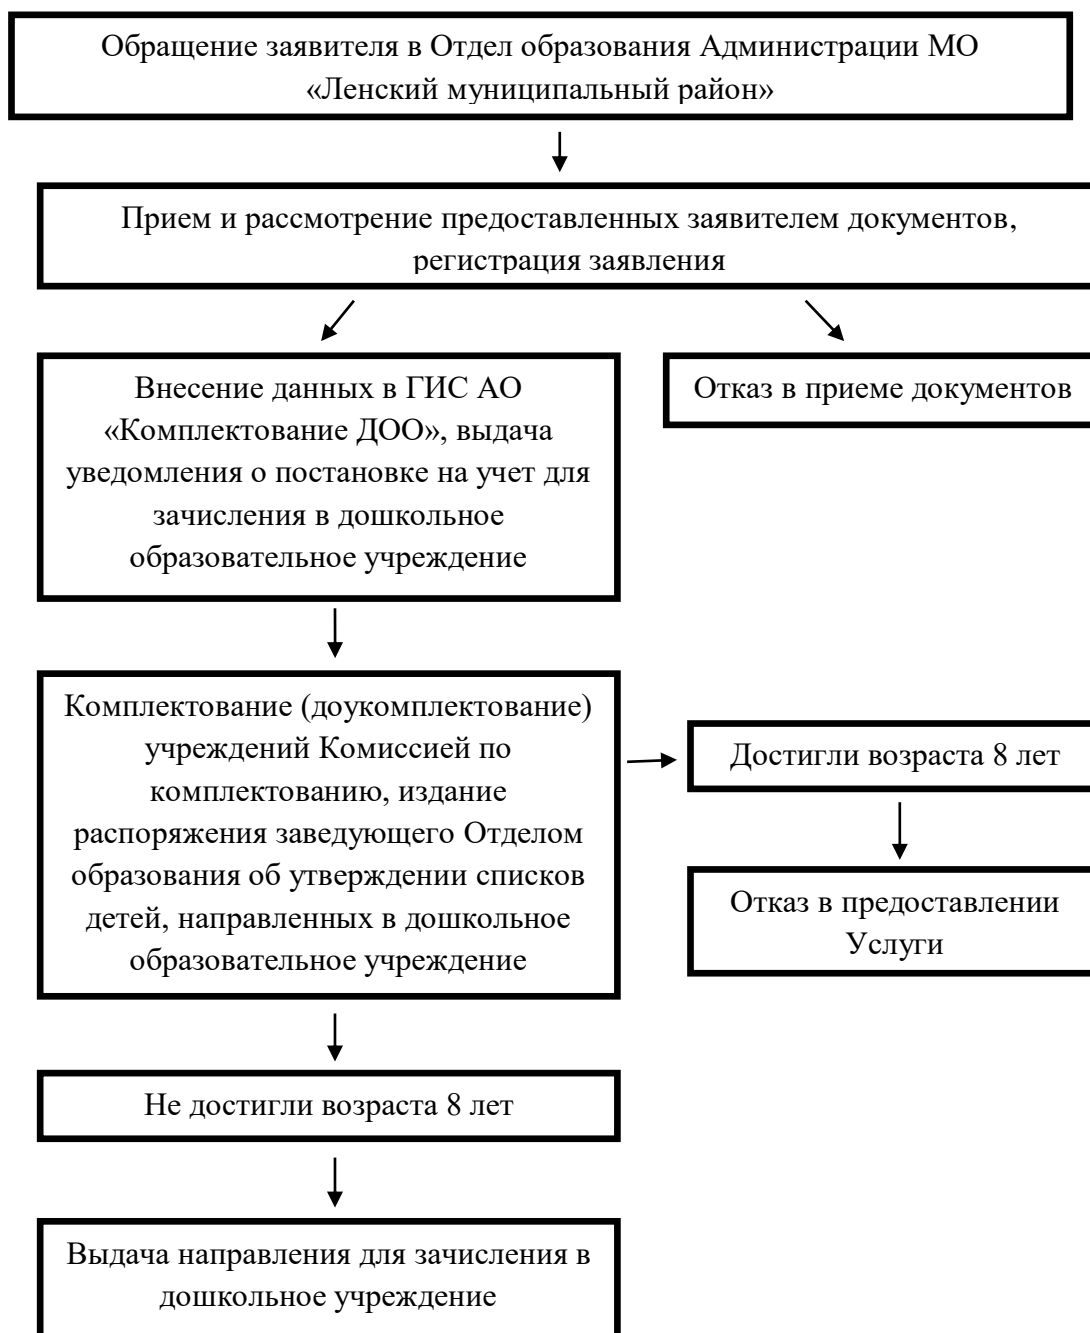 Обращение заявителя в Отдел образования Администрации МО
«Ленский муниципальный район»
Прием и рассмотрение предоставленных заявителем документов,
регистрация заявления
Внесение данных в ГИС АО
«Комплектование ДОО», выдача
уведомления о постановке на учет для
зачисления в дошкольное
образовательное учреждение
Отказ в приеме документов
Комплектование (доукомплектование)
учреждений Комиссией по
комплектованию, издание
распоряжения заведующего Отделом
образования об утверждении списков
детей, направленных в дошкольное
образовательное учреждение
Достигли возраста 8 лет
Отказ в предоставлении
Услуги
Не достигли возраста 8 лет
Выдача направления для зачисления в
дошкольное учреждение